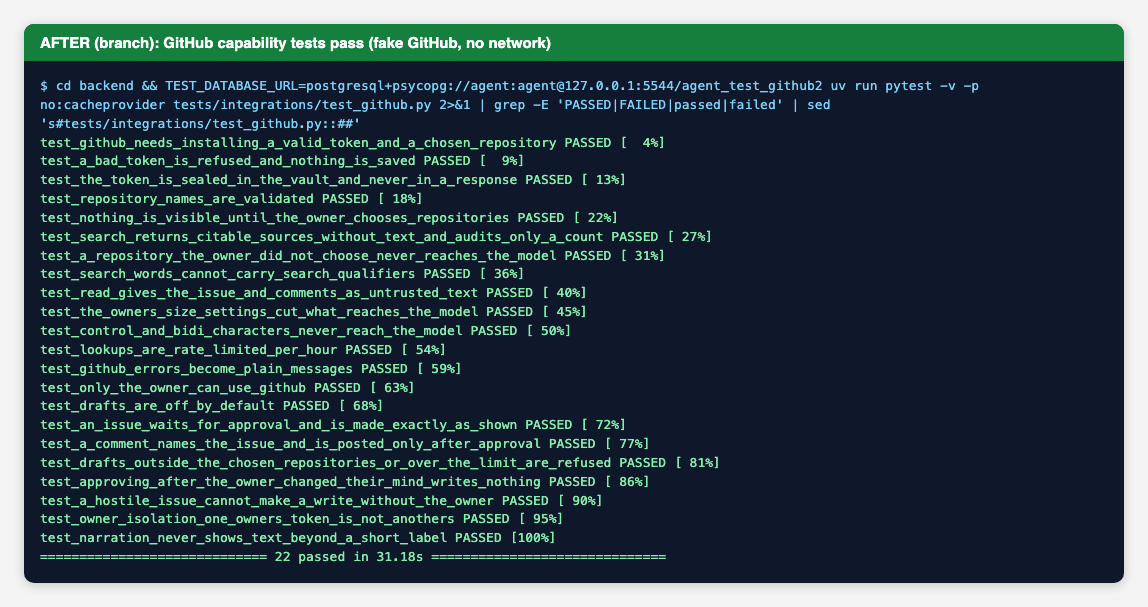 AFTER (branch): GitHub capability tests pass (fake GitHub, no network)
$ cd backend && TEST_DATABASE_URL=postgresql+psycopg://agent:agent@127.0.0.1:5544/agent_test_github2 uv run pytest -v -p
no:cacheprovider tests/integrations/test_github.py 2>&1 | grep -E 'PASSED|FAILED|passed|failed' | sed
's#tests/integrations/test_github.py::##'
test_github_needs_installing_a_valid_token_and_a_chosen_repository PASSED [  4%]
test_a_bad_token_is_refused_and_nothing_is_saved PASSED [  9%]
test_the_token_is_sealed_in_the_vault_and_never_in_a_response PASSED [ 13%]
test_repository_names_are_validated PASSED [ 18%]
test_nothing_is_visible_until_the_owner_chooses_repositories PASSED [ 22%]
test_search_returns_citable_sources_without_text_and_audits_only_a_count PASSED [ 27%]
test_a_repository_the_owner_did_not_choose_never_reaches_the_model PASSED [ 31%]
test_search_words_cannot_carry_search_qualifiers PASSED [ 36%]
test_read_gives_the_issue_and_comments_as_untrusted_text PASSED [ 40%]
test_the_owners_size_settings_cut_what_reaches_the_model PASSED [ 45%]
test_control_and_bidi_characters_never_reach_the_model PASSED [ 50%]
test_lookups_are_rate_limited_per_hour PASSED [ 54%]
test_github_errors_become_plain_messages PASSED [ 59%]
test_only_the_owner_can_use_github PASSED [ 63%]
test_drafts_are_off_by_default PASSED [ 68%]
test_an_issue_waits_for_approval_and_is_made_exactly_as_shown PASSED [ 72%]
test_a_comment_names_the_issue_and_is_posted_only_after_approval PASSED [ 77%]
test_drafts_outside_the_chosen_repositories_or_over_the_limit_are_refused PASSED [ 81%]
test_approving_after_the_owner_changed_their_mind_writes_nothing PASSED [ 86%]
test_a_hostile_issue_cannot_make_a_write_without_the_owner PASSED [ 90%]
test_owner_isolation_one_owners_token_is_not_anothers PASSED [ 95%]
test_narration_never_shows_text_beyond_a_short_label PASSED [100%]
============================= 22 passed in 31.18s ==============================